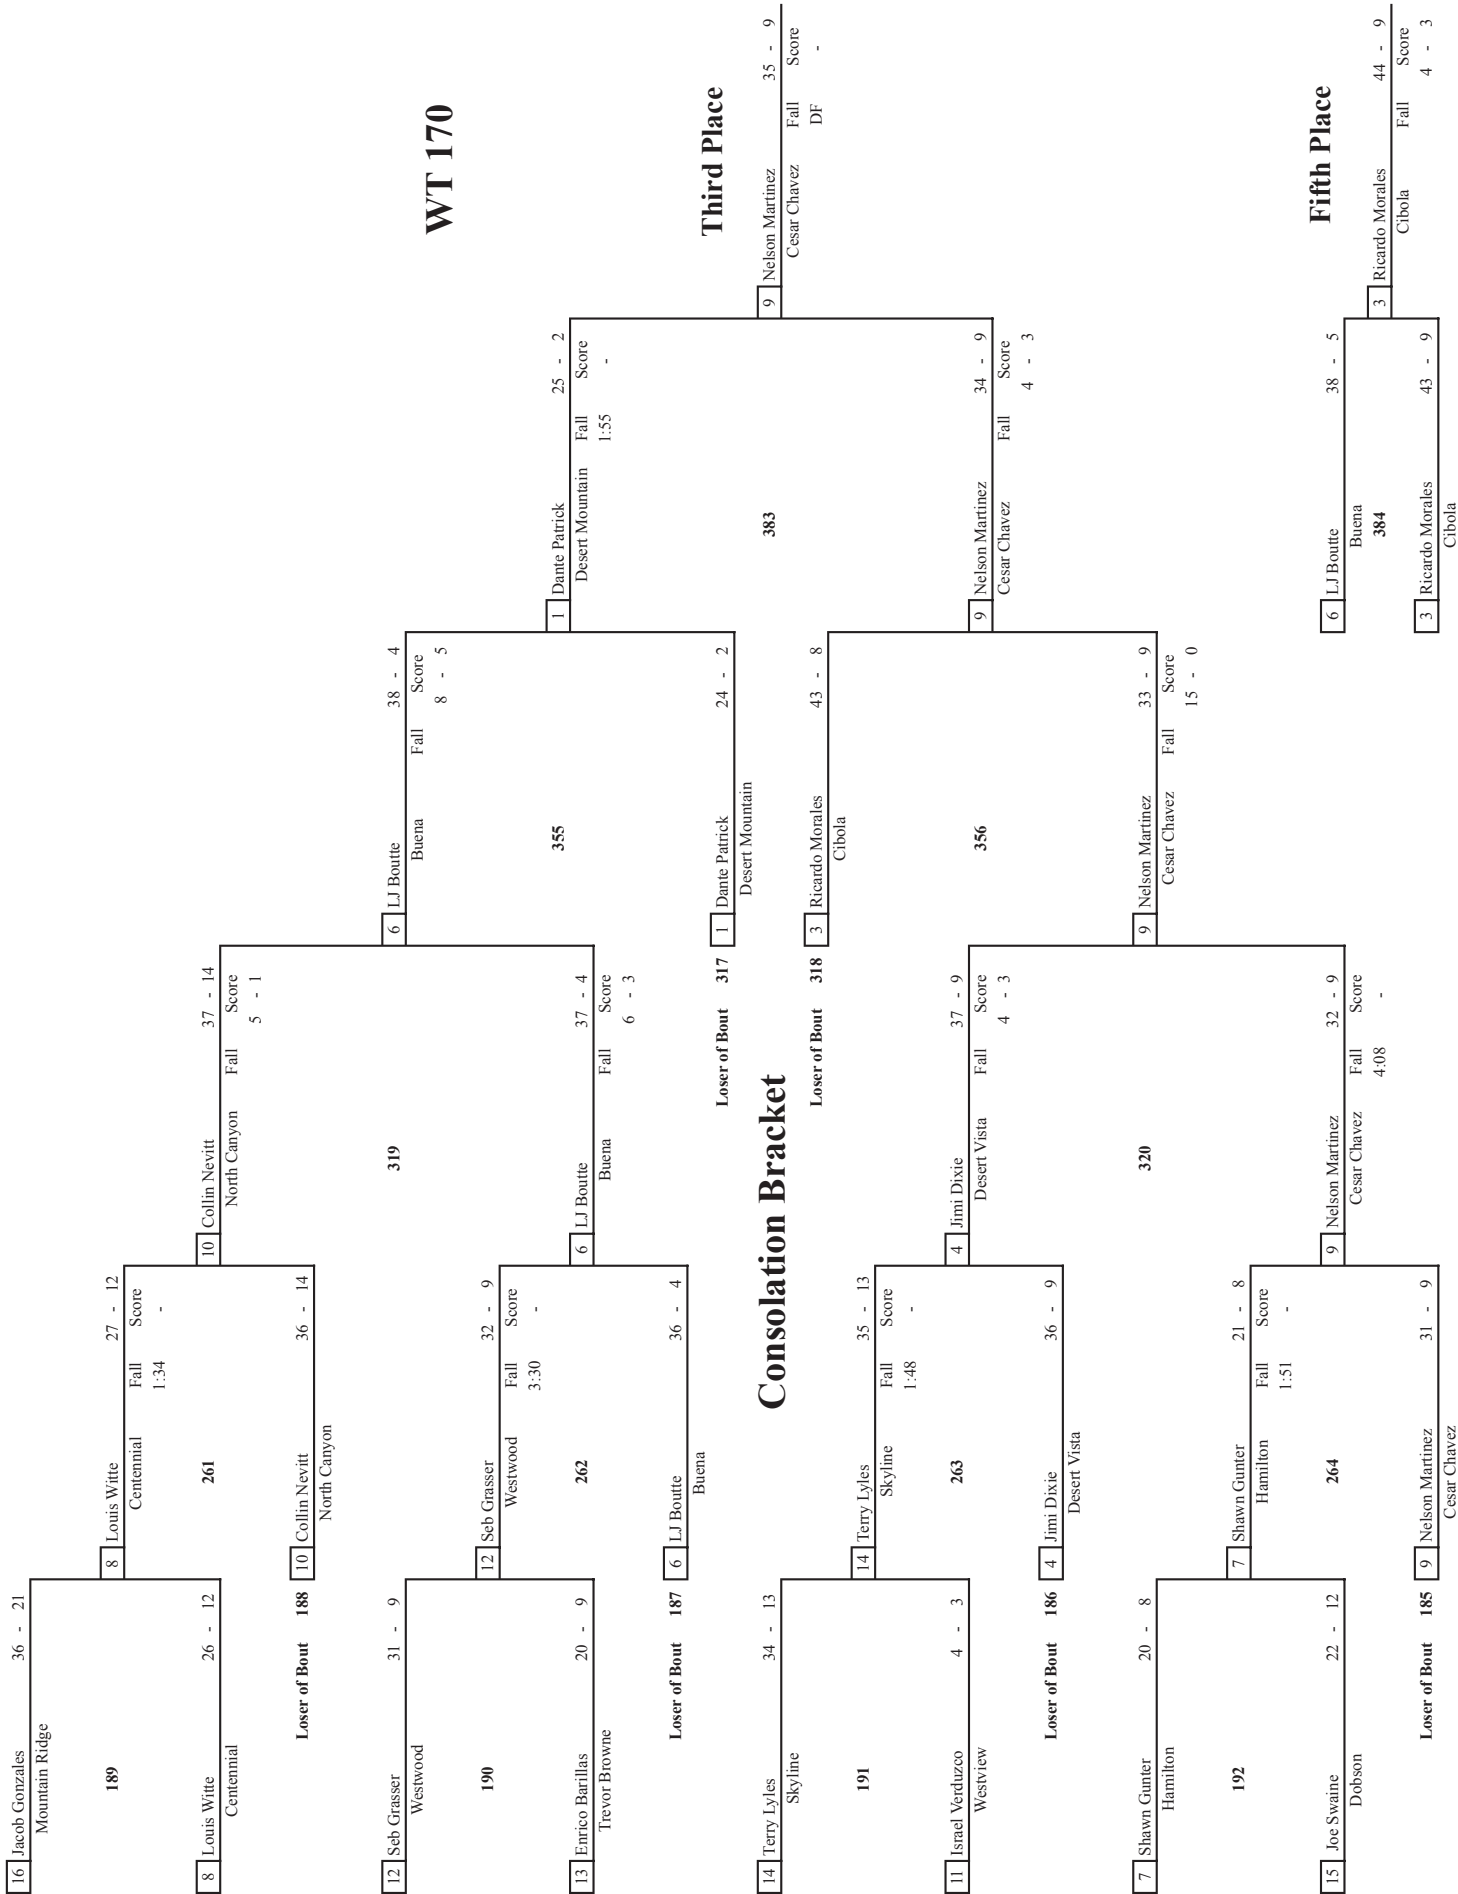 WT 170
Consolation Bracket
16 Jacob Gonzales 36 - 21
Mountain Ridge
189
8 Louis Witte 26 - 12
Centennial
12 Seb Grasser 31 - 9
Westwood
190
13 Enrico Barillas 20 - 9
Trevor Browne
14 Terry Lyles 34 - 13
Skyline
191
11 Israel Verduzco 4 - 3
Westview
7 Shawn Gunter 20 - 8
Hamilton
192
15 Joe Swaine 22 - 12
Dobson
8 Louis Witte 27 - 12
Centennial Fall Score
1:34 -
261
Loser of Bout 188 10 Collin Nevitt 36 - 14
North Canyon
12 Seb Grasser 32 - 9
Westwood Fall Score
3:30 -
262
Loser of Bout 187 6 LJ Boutte 36 - 4
Buena
14 Terry Lyles 35 - 13
Skyline Fall Score
1:48 -
263
Loser of Bout 186 4 Jimi Dixie 36 - 9
Desert Vista
7 Shawn Gunter 21 - 8
Hamilton Fall Score
1:51 -
264
Loser of Bout 185 9 Nelson Martinez 31 - 9
Cesar Chavez
10 Collin Nevitt 37 - 14
North Canyon Fall Score
5 - 1
319
6 LJ Boutte 37 - 4
Buena Fall Score
6 - 3
4 Jimi Dixie 37 - 9
Desert Vista Fall Score
4 - 3
320
9 Nelson Martinez 32 - 9
Cesar Chavez Fall Score
4:08 -
6 LJ Boutte 38 - 4
Buena Fall Score
8 - 5
355
Loser of Bout 317 1 Dante Patrick 24 - 2
Desert Mountain
Loser of Bout 318 3 Ricardo Morales 43 - 8
Cibola
356
9 Nelson Martinez 33 - 9
Cesar Chavez Fall Score
15 - 0
1 Dante Patrick 25 - 2
Desert Mountain Fall Score
1:55 -
383
9 Nelson Martinez 34 - 9
Cesar Chavez Fall Score
4 - 3
Third Place
9 Nelson Martinez 35 - 9
Cesar Chavez Fall Score
DF -
6 LJ Boutte 38 - 5
Buena
384
3 Ricardo Morales 43 - 9
Cibola
Fifth Place
3 Ricardo Morales 44 - 9
Cibola Fall Score
4 - 3